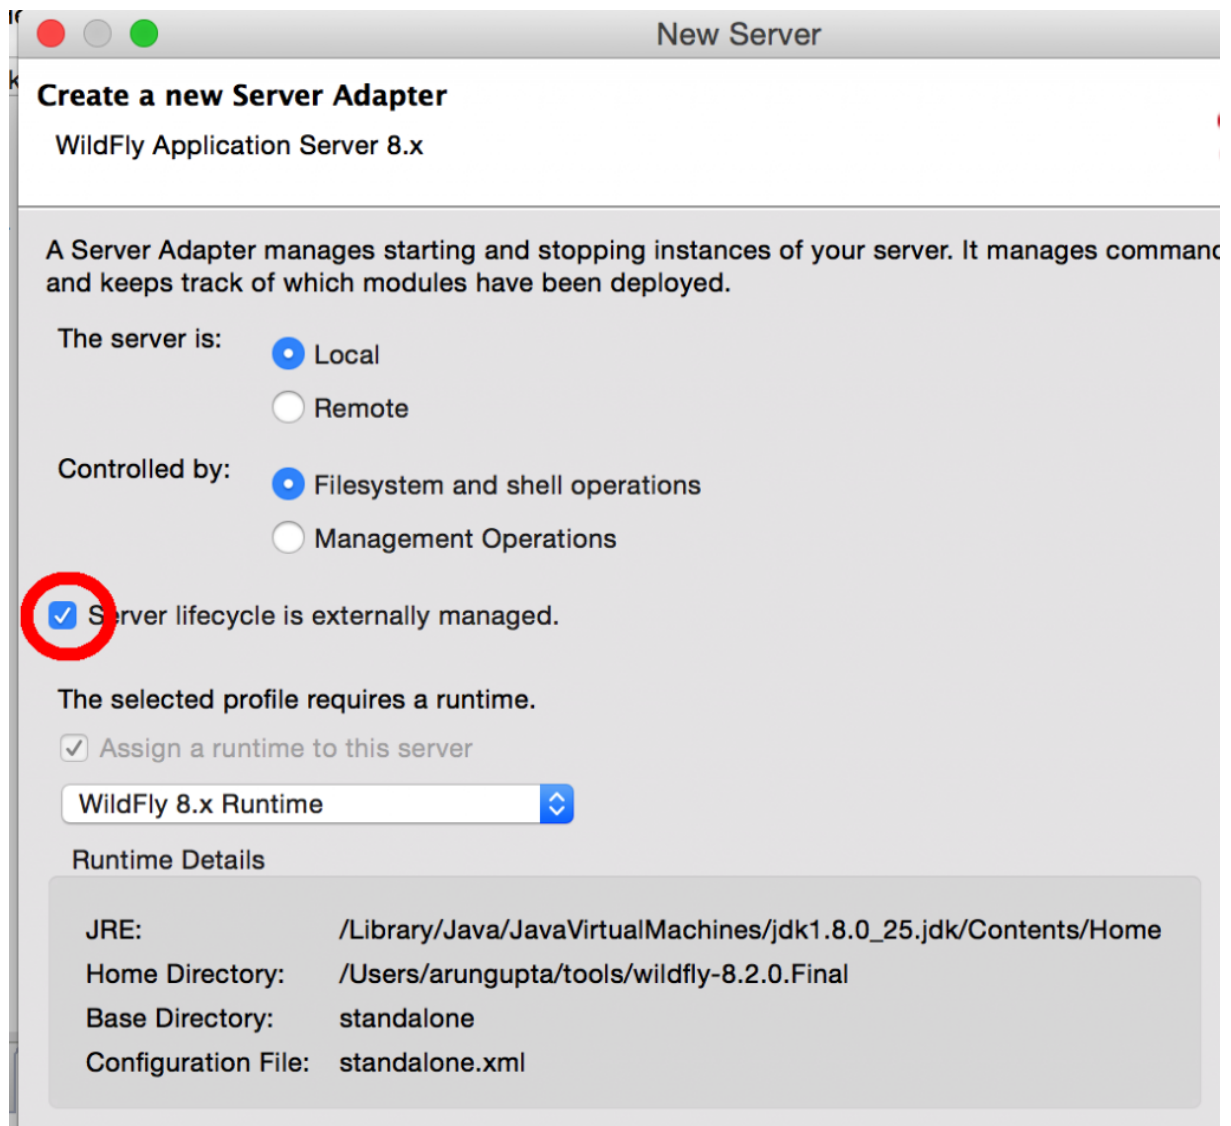 New Server
Create a new Server Adapter
WildFly Application Server 8.x
A Server Adapter manages starting and stopping instances of your server. It manages
and keeps track of which modules have been deployed.
The server is:
Local
Remote
Controlled by:
Filesystem and shell operations
Management Operations
Server lifecycle is externally managed.
The selected profile requires a runtime.
Assign a runtime to this server
WildFly 8.x Runtime
Runtime Details
JRE: /Library/Java/JavaVirtualMachines/jdk1.8.0_25.jdk/Contents/Home
Home Directory: /Users/arungupta/tools/wildfly-8.2.0.Final
Base Directory: standalone
Configuration File: standalone.xml